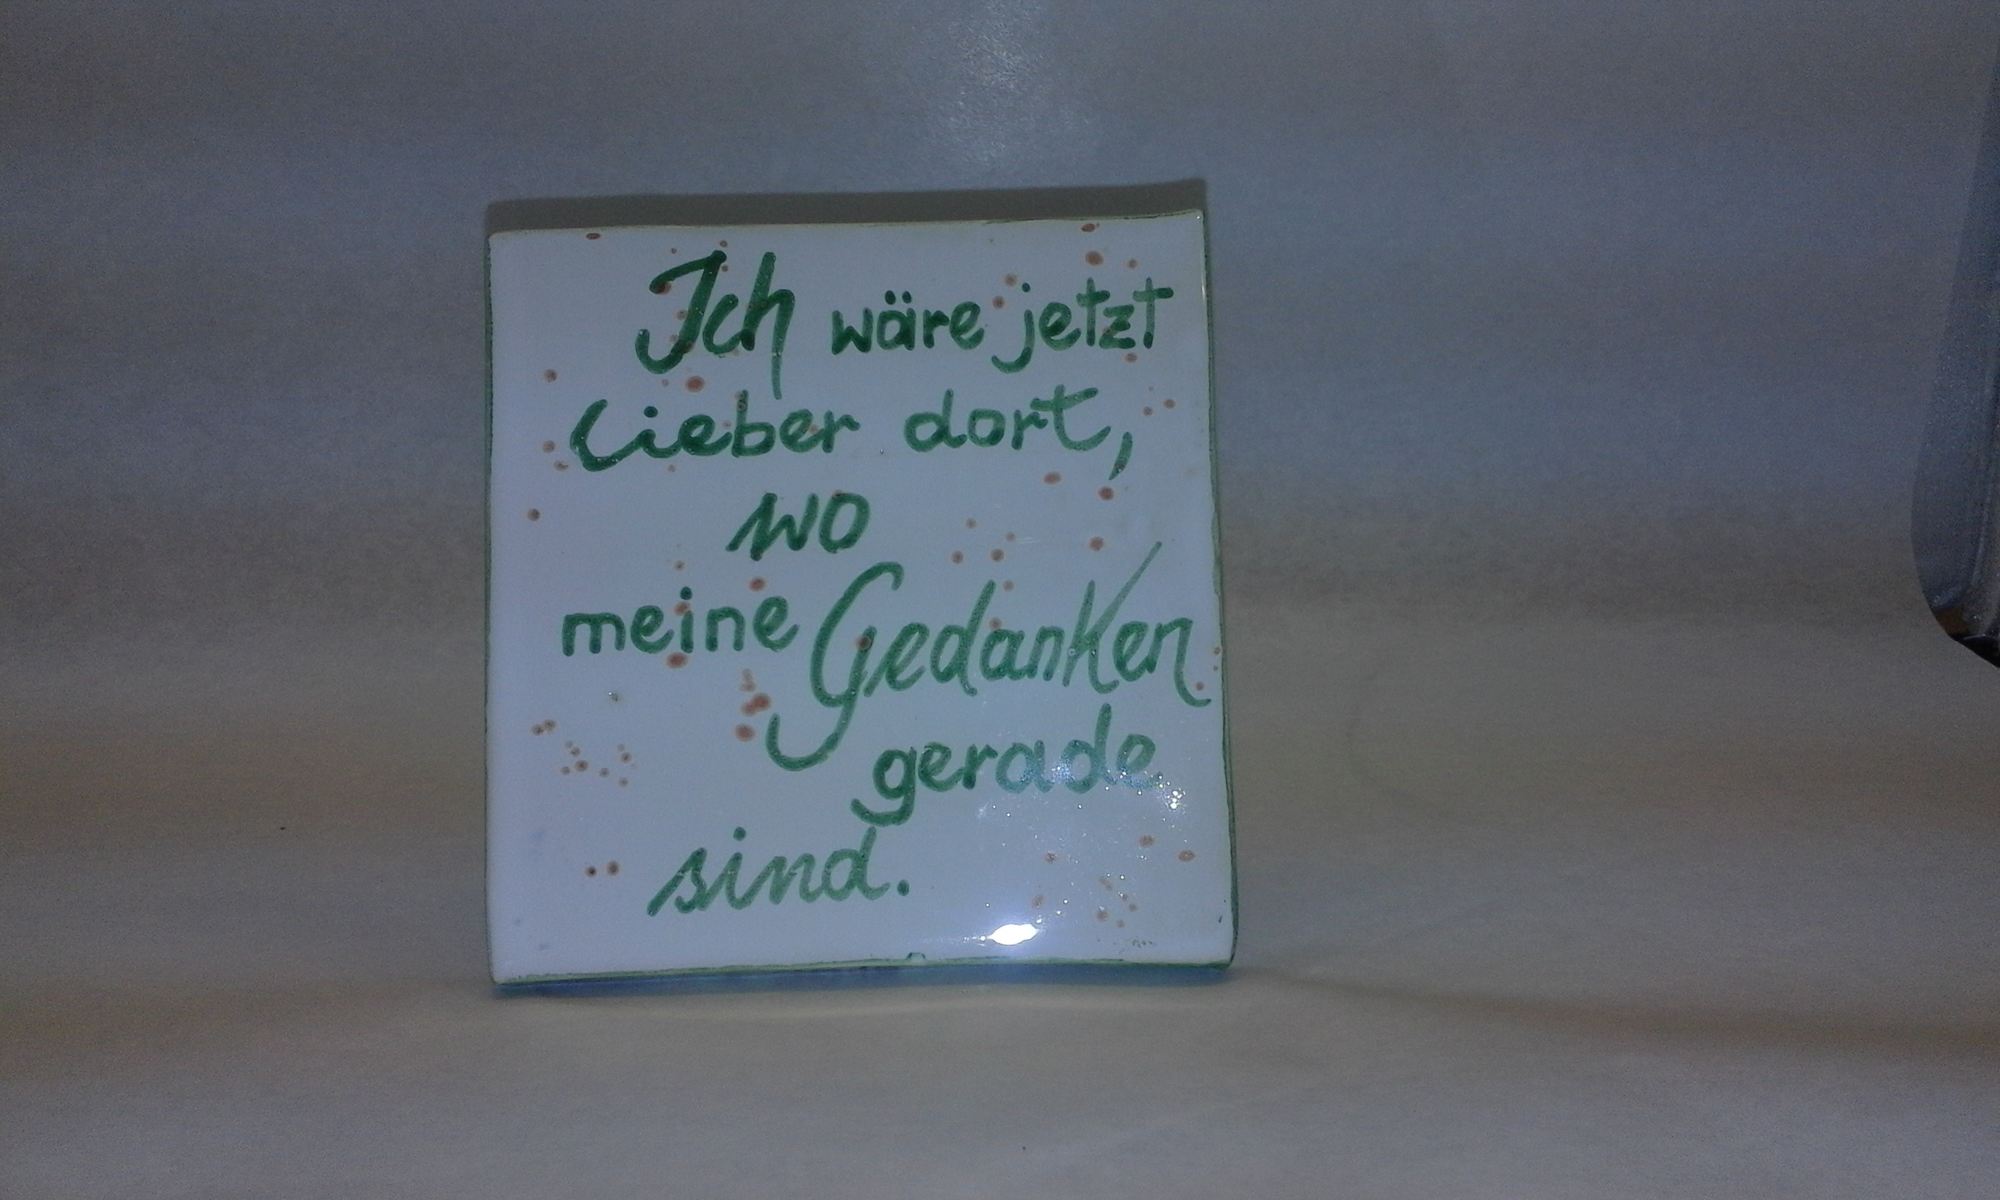 Ich wäre jetzt
lieber dort,
wo
meine Gedanken
gerade
sind.